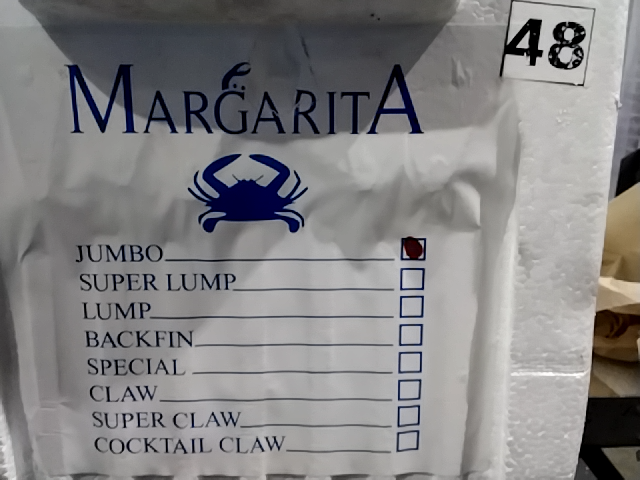 48
MARGARITA
JUMBO
SUPER LUMP
LUMP
BACKFIN
SPECIAL
CLAW
SUPER CLAW
COCKTAIL CLAW